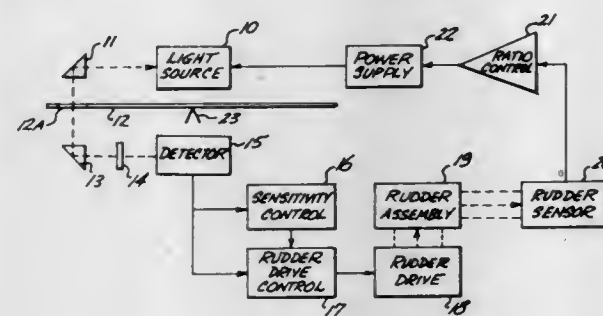 11
10
LIGHT SOURCE
22
POWER SUPPLY
21
RATIO CONTROL
12A
12
23
13
14
15
DETECTOR
16
SENSITIVITY CONTROL
19
RUDDER ASSEMBLY
RUDDER SENSOR
RUDDER DRIVE CONTROL
17
RUDDER DRIVE
18